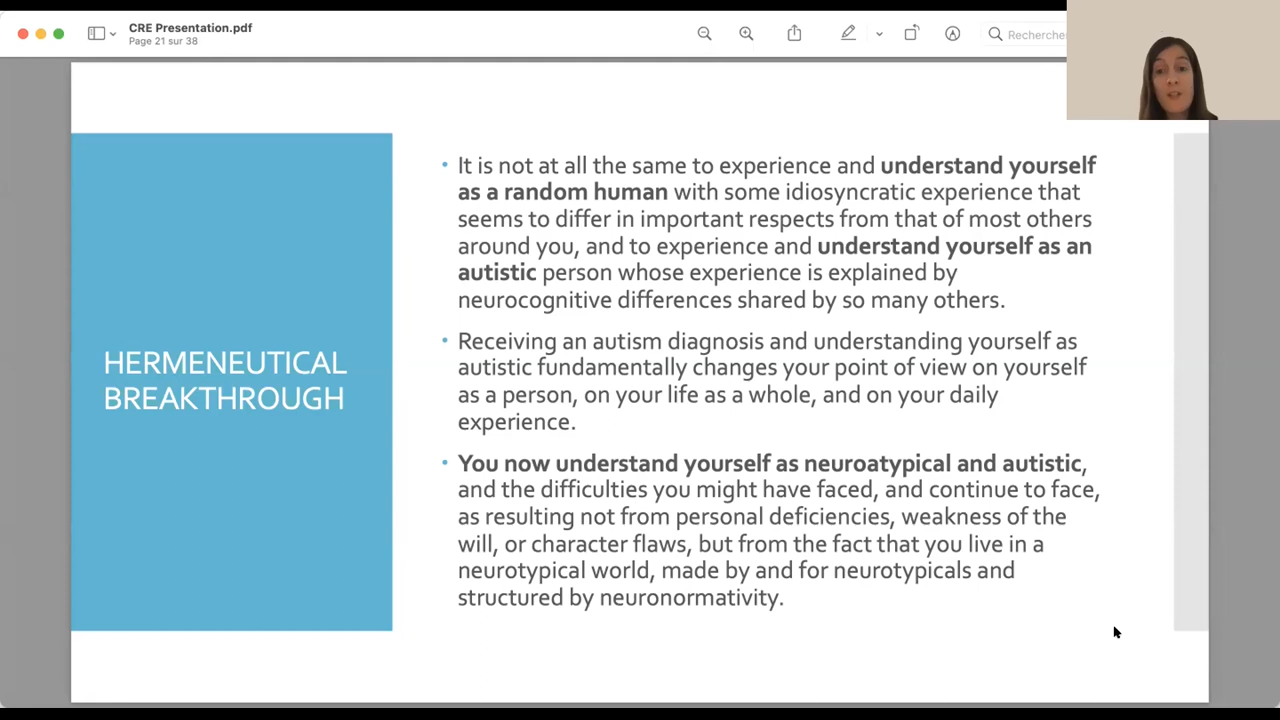 CRE Presentation.pdf
Page 21 sur 38
Recherche
HERMENEUTICAL
BREAKTHROUGH
• It is not at all the same to experience and understand yourself
as a random human with some idiosyncratic experience that
seems to differ in important respects from that of most others
around you, and to experience and understand yourself as an
autistic person whose experience is explained by
neurocognitive differences shared by so many others.
• Receiving an autism diagnosis and understanding yourself as
autistic fundamentally changes your point of view on yourself
as a person, on your life as a whole, and on your daily
experience.
• You now understand yourself as neuroatypical and autistic,
and the difficulties you might have faced, and continue to face,
as resulting not from personal deficiencies, weakness of the
will, or character flaws, but from the fact that you live in a
neurotypical world, made by and for neurotypicals and
structured by neuronormativity.